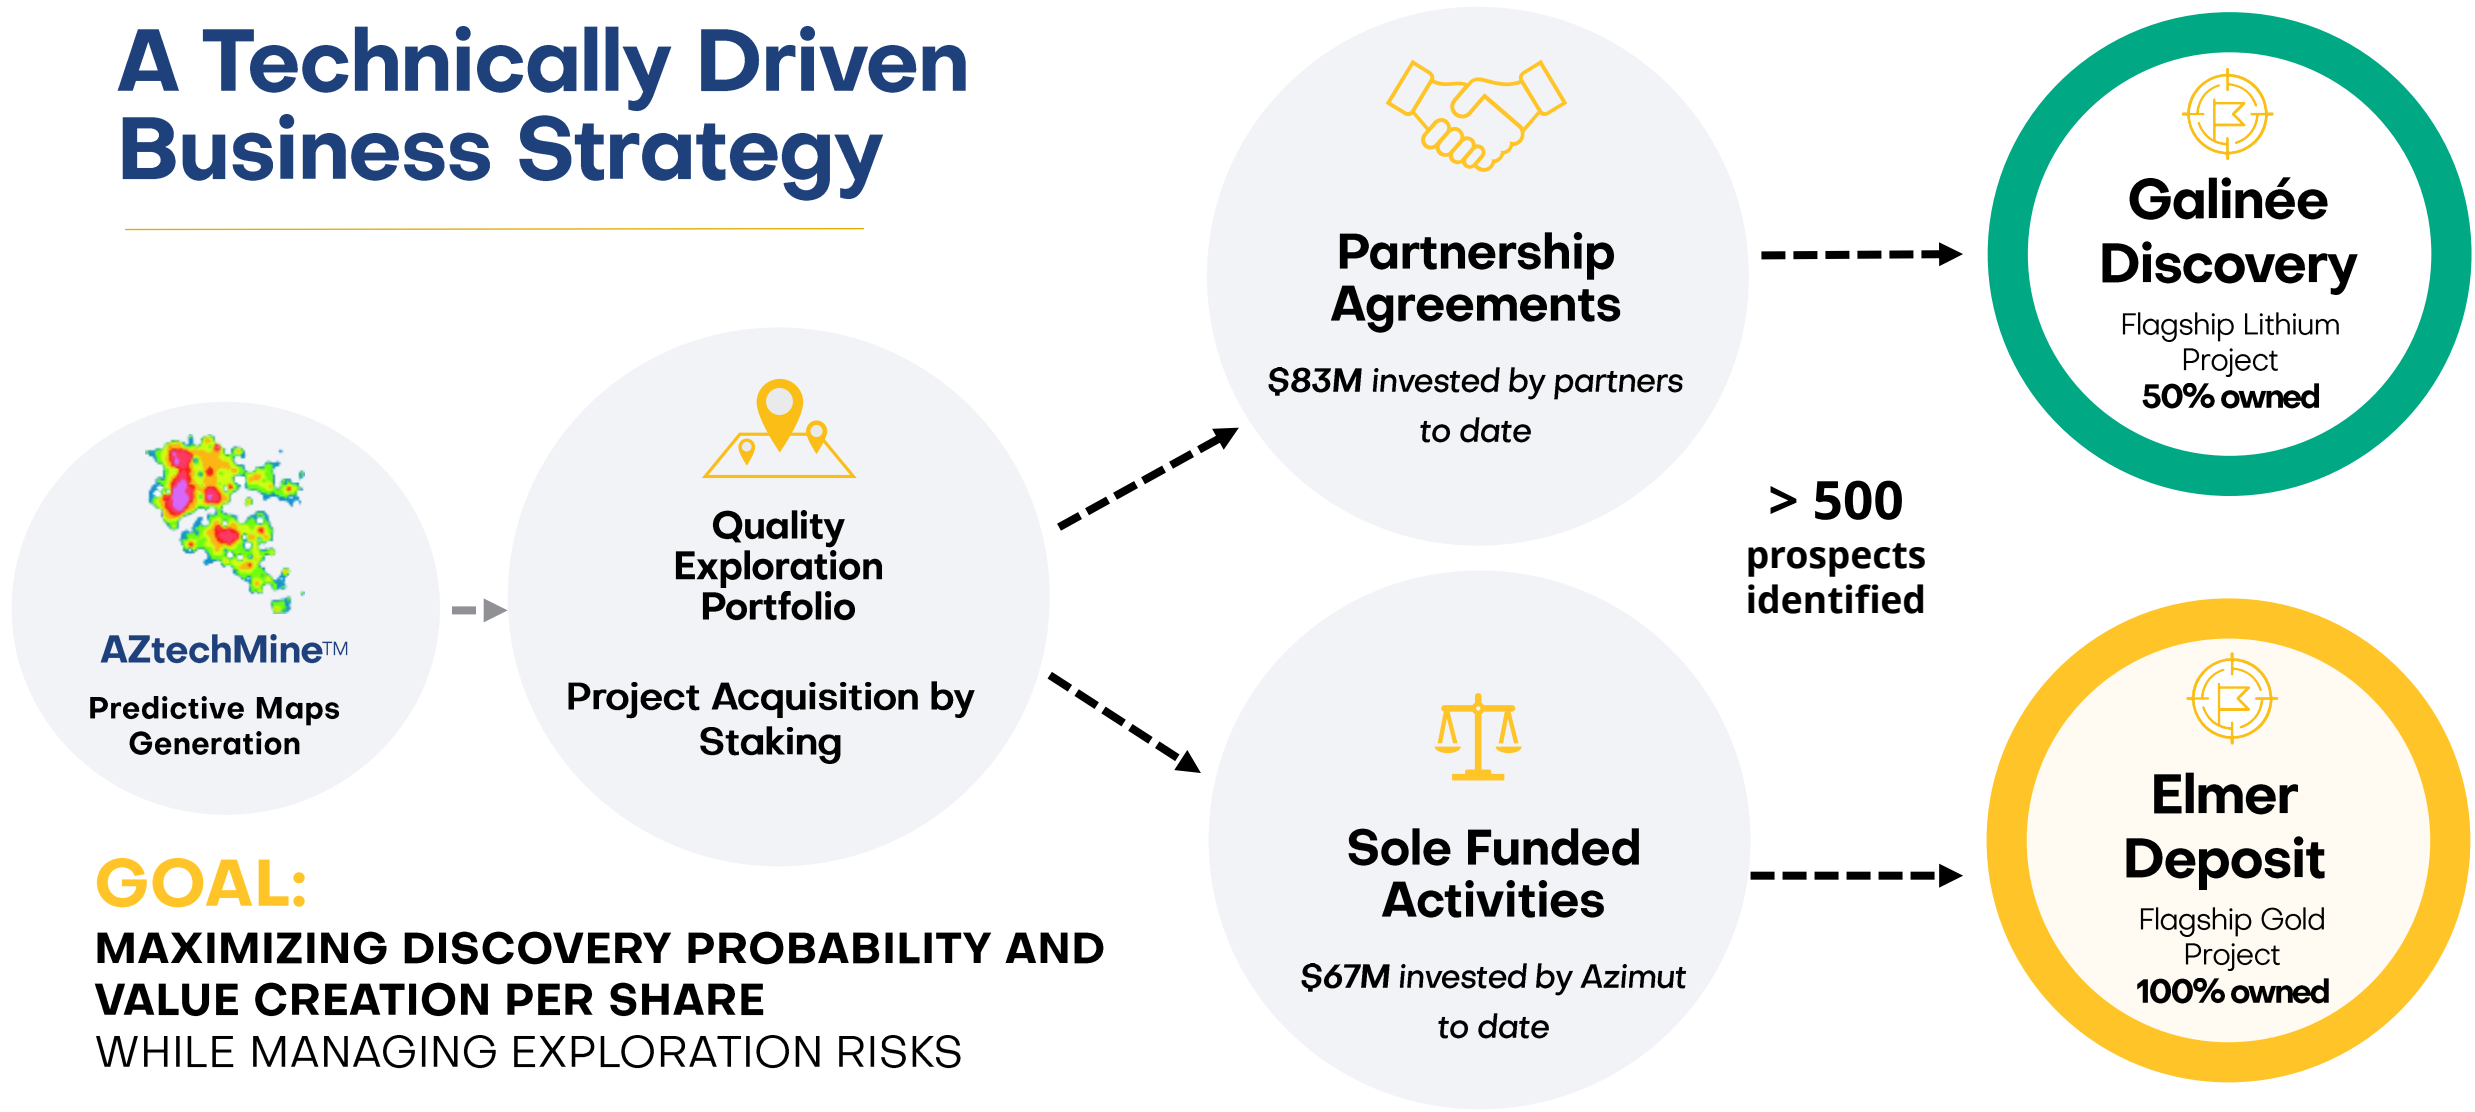 A Technically Driven
Business Strategy
AZtechMine™
Predictive Maps
Generation
Quality
Exploration
Portfolio
Project Acquisition by
Staking
Partnership
Agreements
$83M invested by partners
to date
Sole Funded
Activities
$67M invested by Azimut
to date
> 500
prospects
identified
Galinée
Discovery
Flagship Lithium
Project
50% owned
Elmer
Deposit
Flagship Gold
Project
100% owned
GOAL:
MAXIMIZING DISCOVERY PROBABILITY AND
VALUE CREATION PER SHARE
WHILE MANAGING EXPLORATION RISKS